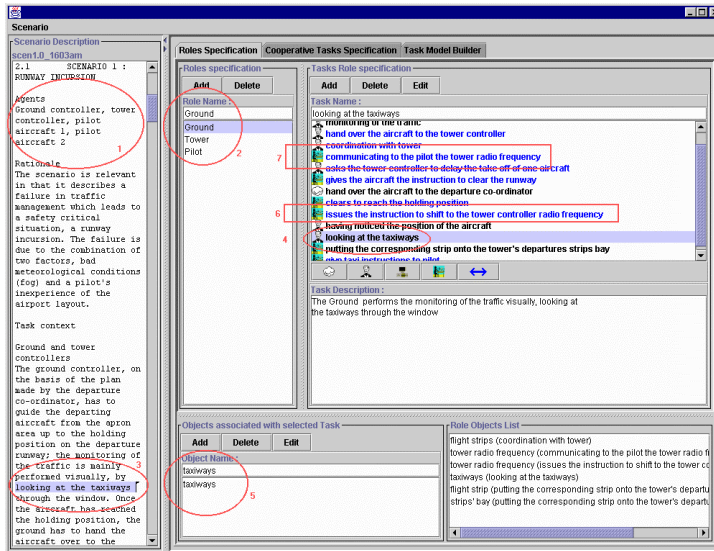 Scenario
Scenario Description
scen1.0_1603am
2.1 SCENARIO 1 :
RUNWAY INCURSION
Agents
Ground controller, tower
controller, pilot
aircraft 1, pilot
aircraft 2
1
Rationale
The scenario is relevant
in that it describes a
failure in traffic
management which leads to
a safety critical
situation, a runway
incursion. The failure is
due to the combination of
two factors, bad
meteorological conditions
(fog) and a pilot's
inexperience of the
airport layout.
Task context
Ground and tower
controllers
The ground controller, on
the basis of the plan
made by the departure
co-ordinator, has to
guide the departing
aircraft from the apron
area up to the holding
position on the departure
runway; the monitoring of
the traffic is mainly
3
performed visually, by
looking at the taxiways
through the window. Once
the aircraft has reached
the holding position, the
ground has to hand the
aircraft over to the
Roles Specification Cooperative Tasks Specification Task Model Builder
Roles specification
Add Delete
Role Name :
Ground
Ground
Tower
Pilot
2
Tasks Role specification
Add Delete Edit
Task Name :
looking at the taxiways
monitoring of the traffic
hand over the aircraft to the tower controller
coordination with tower
7
communicating to the pilot the tower radio frequency
asks the tower controller to delay the take off of one aircraft
gives the aircraft the instruction to clear the runway
hand over the aircraft to the departure co-ordinator
clears to reach the holding position
6
issues the instruction to shift to the tower controller radio frequency
having noticed the position of the aircraft
4
looking at the taxiways
putting the corresponding strip onto the tower's departures strips bay
give taxi instructions to pilot
Task Description :
The Ground performs the monitoring of the traffic visually, looking at
the taxiways through the window
Objects associated with selected Task
Add Delete Edit
Object Name :
taxiways
taxiways
5
Role Objects List
flight strips (coordination with tower)
tower radio frequency (communicating to the pilot the tower radio
tower radio frequency (issues the instruction to shift to the tower
taxiways (looking at the taxiways)
flight strip (putting the corresponding strip onto the tower's departu
strips' bay (putting the corresponding strip onto the tower's departu